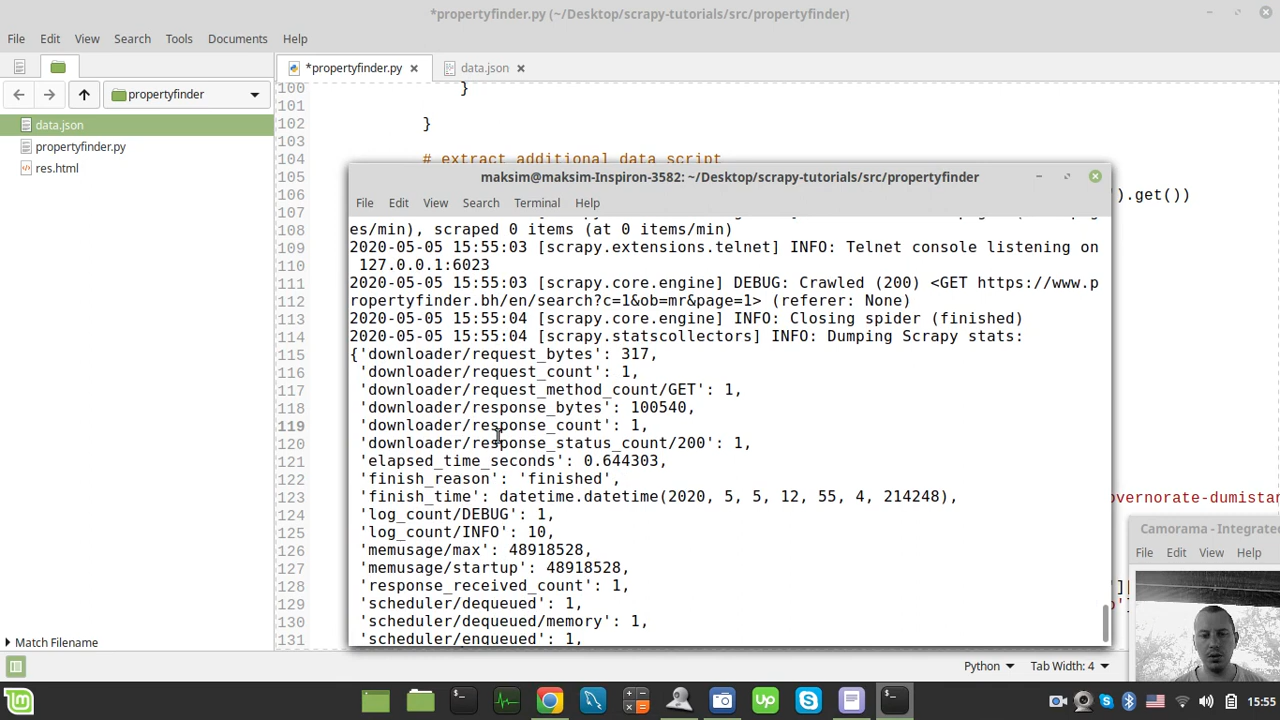 *propertyfinder.py (~/Desktop/scrapy-tutorials/src/propertyfinder)
File Edit View Search Tools Documents Help
*propertyfinder.py
data.json
propertyfinder
data.json
propertyfinder.py
res.html
100 }
101
102 }
103
104 # extract additional data script
105
106 ").get())
107
108
109
110
111
112
113
114
115
116
117
118
119
120
121
122
123 overnorate-dumistan
124
125
126
127
128
129
130
131
maksim@maksim-Inspiron-3582: ~/Desktop/scrapy-tutorials/src/propertyfinder
File Edit View Search Terminal Help
es/min), scraped 0 items (at 0 items/min)
2020-05-05 15:55:03 [scrapy.extensions.telnet] INFO: Telnet console listening on
127.0.0.1:6023
2020-05-05 15:55:03 [scrapy.core.engine] DEBUG: Crawled (200) <GET https://www.p
ropertyfinder.bh/en/search?c=1&ob=mr&page=1> (referer: None)
2020-05-05 15:55:04 [scrapy.core.engine] INFO: Closing spider (finished)
2020-05-05 15:55:04 [scrapy.statscollectors] INFO: Dumping Scrapy stats:
{'downloader/request_bytes': 317,
'downloader/request_count': 1,
'downloader/request_method_count/GET': 1,
'downloader/response_bytes': 100540,
'downloader/response_count': 1,
'downloader/response_status_count/200': 1,
'elapsed_time_seconds': 0.644303,
'finish_reason': 'finished',
'finish_time': datetime.datetime(2020, 5, 5, 12, 55, 4, 214248),
'log_count/DEBUG': 1,
'log_count/INFO': 10,
'memusage/max': 48918528,
'memusage/startup': 48918528,
'response_received_count': 1,
'scheduler/dequeued': 1,
'scheduler/dequeued/memory': 1,
'scheduler/enqueued': 1,
Camorama - Integrated
File Edit View Help
Match Filename
Python Tab Width: 4
15:55